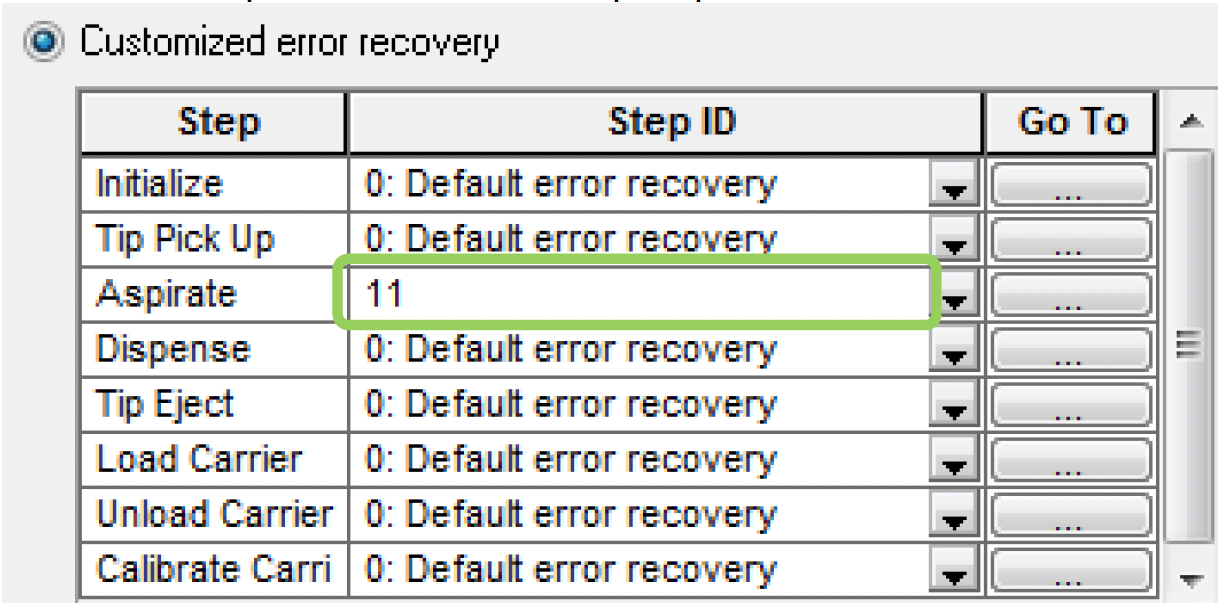 Customized error recovery
Step Step ID Go To
Initialize 0: Default error recovery ...
Tip Pick Up 0: Default error recovery ...
Aspirate 11 ...
Dispense 0: Default error recovery ...
Tip Eject 0: Default error recovery ...
Load Carrier 0: Default error recovery ...
Unload Carrier 0: Default error recovery ...
Calibrate Carri 0: Default error recovery ...